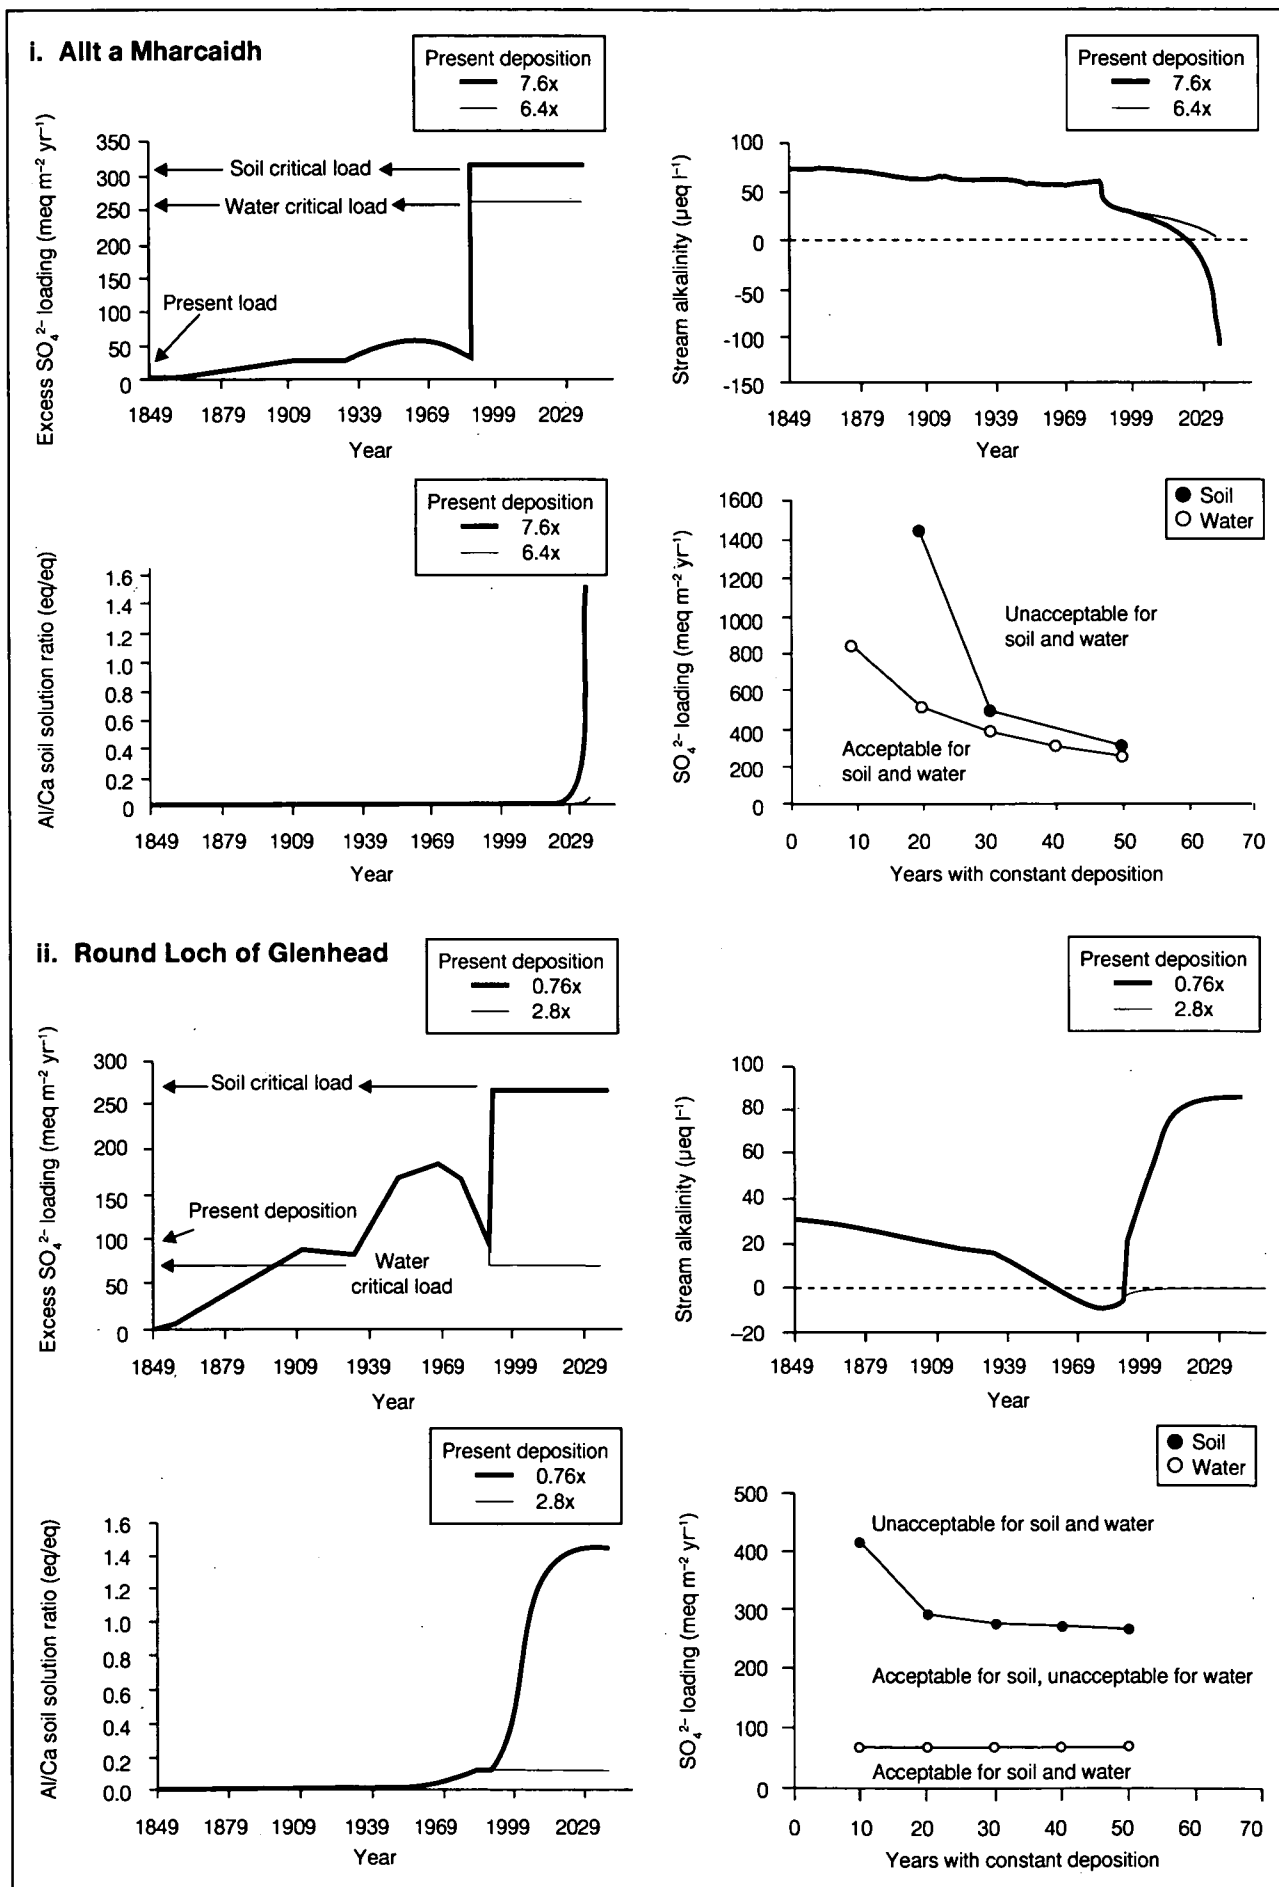 i. Allt a Mharcaidh
Present deposition
7.6x
6.4x
Excess SO₄²⁻ loading (meq m⁻² yr⁻¹)
350
300
250
200
150
100
50
0
Soil critical load
Water critical load
Present load
1849 1879 1909 1939 1969 1999 2029
Year
Present deposition
7.6x
6.4x
Stream alkalinity (µeq l⁻¹)
100
50
0
-50
-100
-150
1849 1879 1909 1939 1969 1999 2029
Year
Present deposition
7.6x
6.4x
Al/Ca soil solution ratio (eq/eq)
1.6
1.4
1.2
1.0
0.8
0.6
0.4
0.2
0
1849 1879 1909 1939 1969 1999 2029
Year
Soil
Water
SO₄²⁻ loading (meq m⁻² yr⁻¹)
1600
1400
1200
1000
800
600
400
200
0
Unacceptable for
soil and water
Acceptable for
soil and water
0 10 20 30 40 50 60 70
Years with constant deposition
ii. Round Loch of Glenhead
Present deposition
0.76x
2.8x
Excess SO₄²⁻ loading (meq m⁻² yr⁻¹)
300
250
200
150
100
50
0
Soil critical load
Present deposition
Water
critical load
1849 1879 1909 1939 1969 1999 2029
Year
Present deposition
0.76x
2.8x
Stream alkalinity (µeq l⁻¹)
100
80
60
40
20
0
–20
1849 1879 1909 1939 1969 1999 2029
Year
Present deposition
0.76x
2.8x
Al/Ca soil solution ratio (eq/eq)
1.6
1.4
1.2
1.0
0.8
0.6
0.4
0.2
0.0
1849 1879 1909 1939 1969 1999 2029
Year
Soil
Water
SO₄²⁻ loading (meq m⁻² yr⁻¹)
500
400
300
200
100
0
Unacceptable for soil and water
Acceptable for soil, unacceptable for water
Acceptable for soil and water
0 10 20 30 40 50 60 70
Years with constant deposition